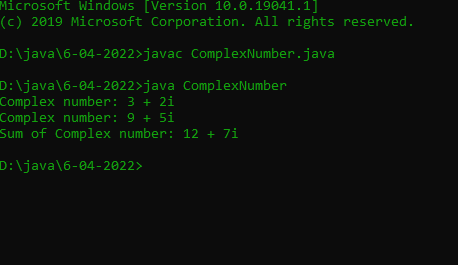 Microsoft Windows [Version 10.0.19041.1]
(c) 2019 Microsoft Corporation. All rights reserved.
D:\java\6-04-2022>javac ComplexNumber.java
D:\java\6-04-2022>java ComplexNumber
Complex number: 3 + 2i
Complex number: 9 + 5i
Sum of Complex number: 12 + 7i
D:\java\6-04-2022>